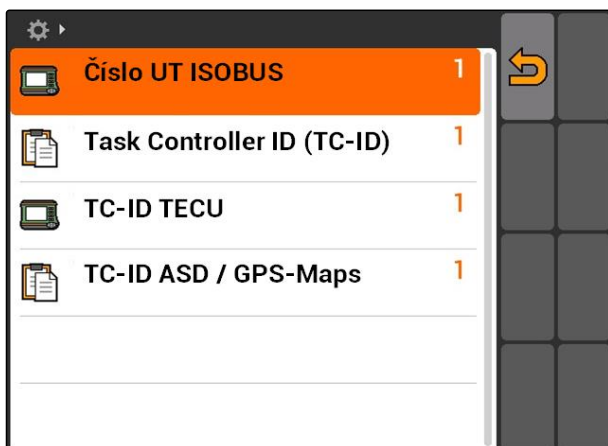 Číslo UT ISOBUS 1
Task Controller ID (TC-ID) 1
TC-ID TECU 1
TC-ID ASD / GPS-Maps 1